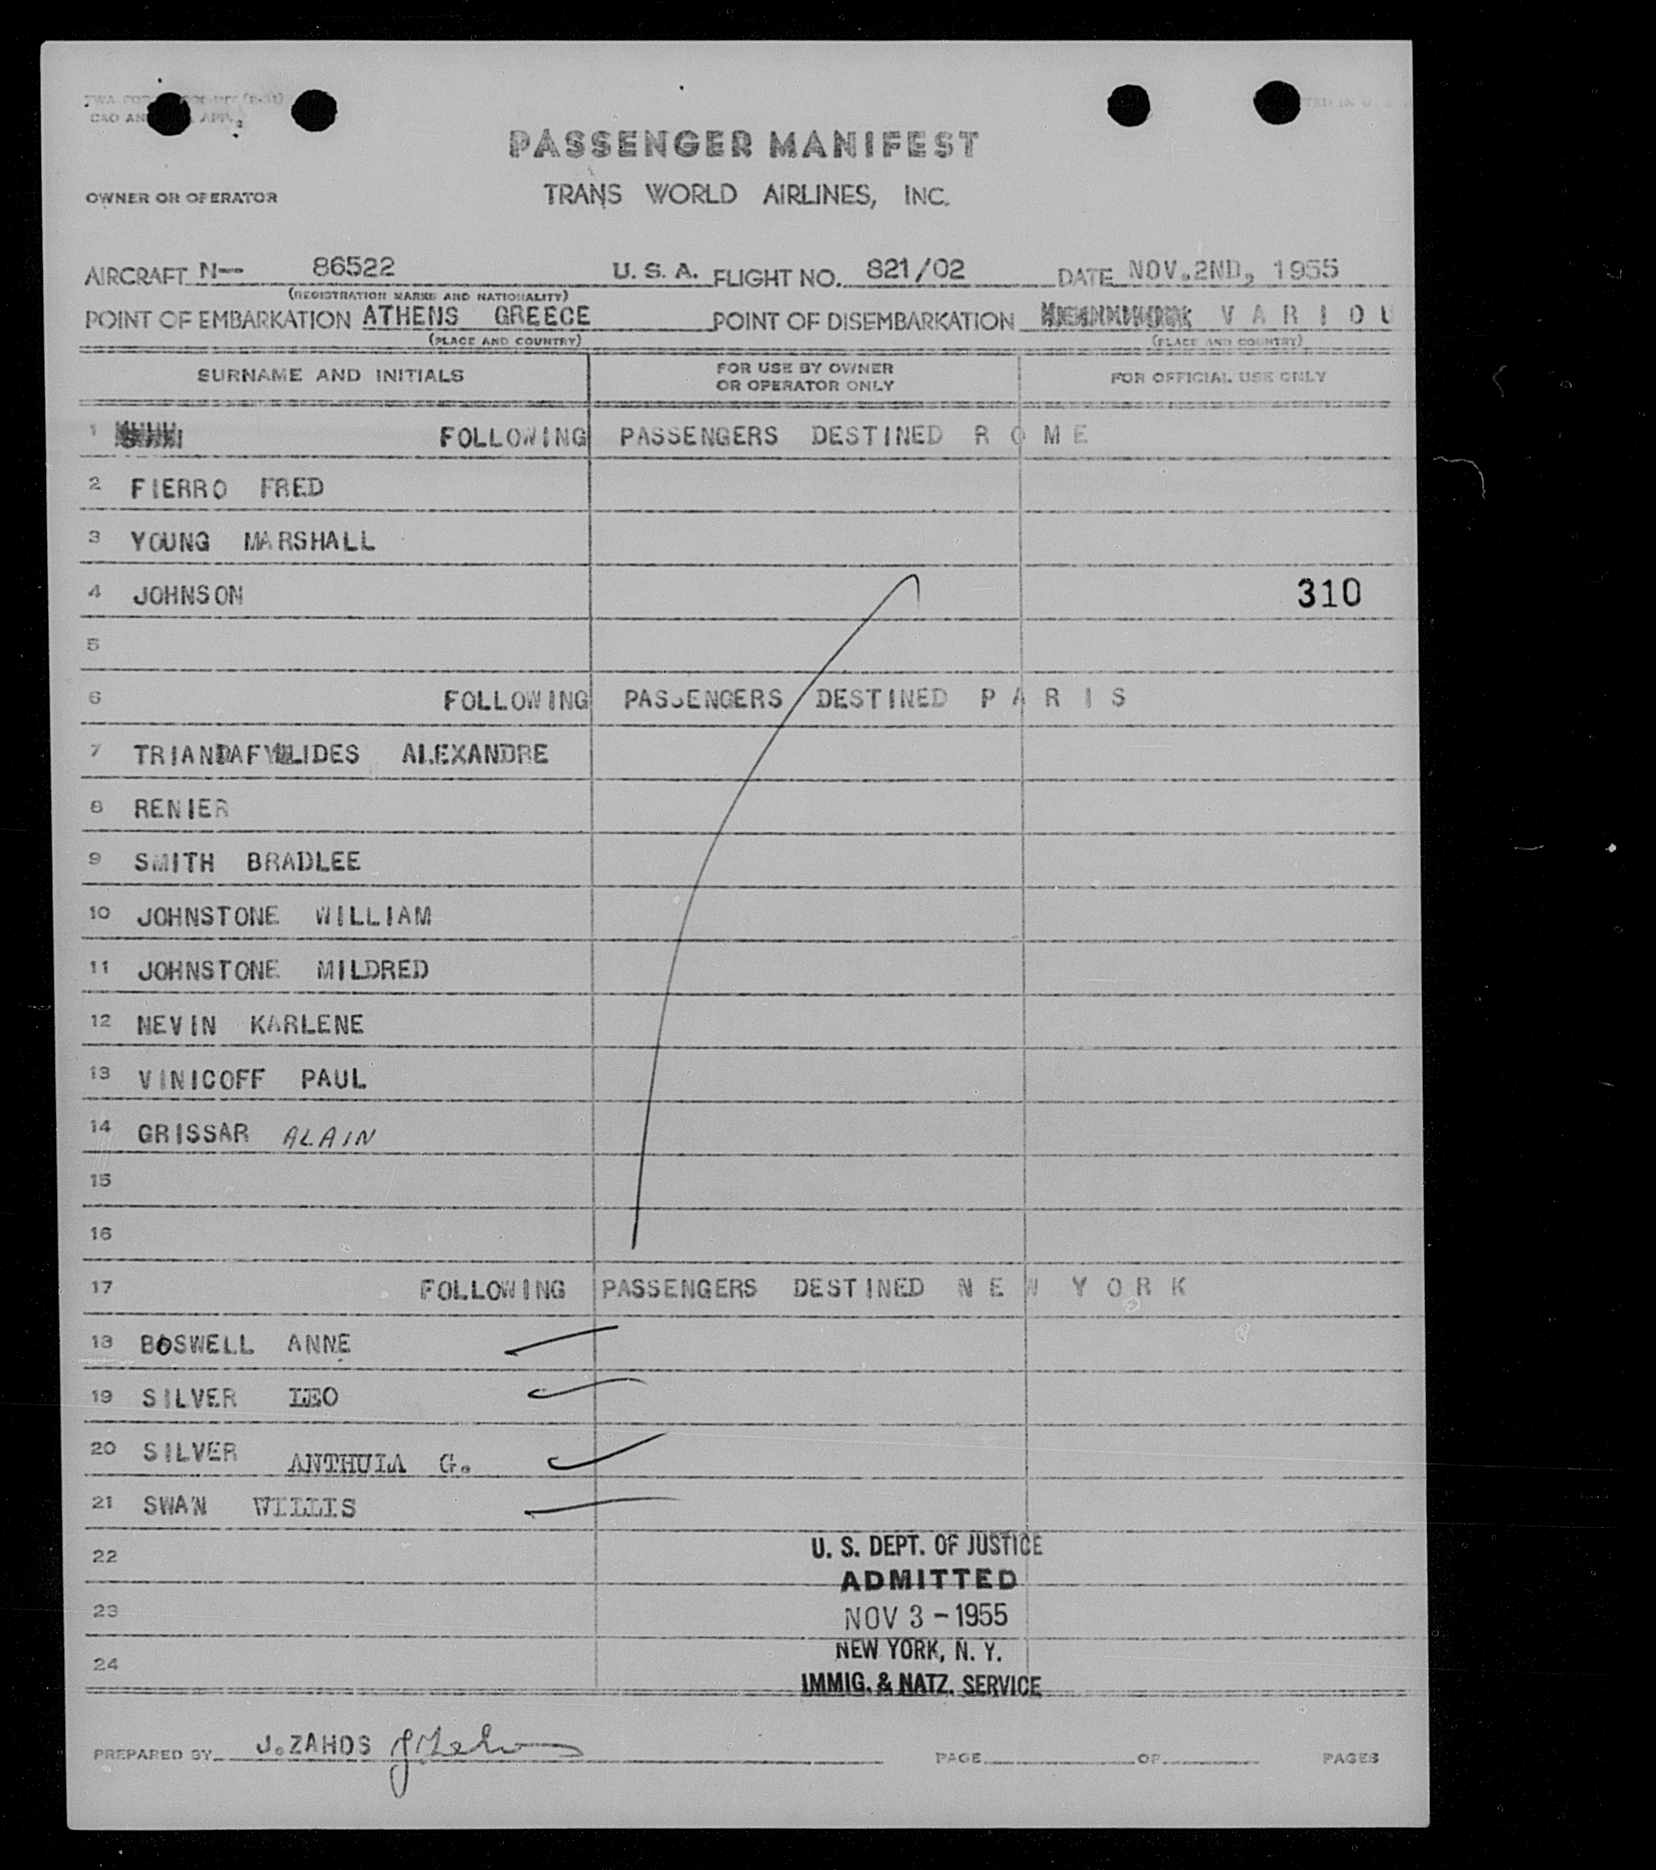 PASSENGER MANIFEST
OWNER OR OPERATOR TRANS WORLD AIRLINES, INC.
AIRCRAFT N-- 86522 U. S. A. FLIGHT NO. 821/02 DATE NOV.2ND, 1955
(REGISTRATION MARKS AND NATIONALITY)
POINT OF EMBARKATION ATHENS GREECE POINT OF DISEMBARKATION V A R I O U
(PLACE AND COUNTRY) (PLACE AND COUNTRY)
SURNAME AND INITIALS FOR USE BY OWNER OR OPERATOR ONLY FOR OFFICIAL USE ONLY
1 FOLLOWING PASSENGERS DESTINED R O M E
2 FIERRO FRED
3 YOUNG MARSHALL
4 JOHNSON 310
5
6 FOLLOWING PASSENGERS DESTINED P A R I S
7 TRIANDAFYLLIDES ALEXANDRE
8 RENIER
9 SMITH BRADLEE
10 JOHNSTONE WILLIAM
11 JOHNSTONE MILDRED
12 NEVIN KARLENE
13 VINICOFF PAUL
14 GRISSAR ALAIN
15
16
17 FOLLOWING PASSENGERS DESTINED N E W Y O R K
18 BOSWELL ANNE
19 SILVER LEO
20 SILVER ANTHULA G.
21 SWAN WILLIS
22 U. S. DEPT. OF JUSTICE
ADMITTED
23 NOV 3 - 1955
NEW YORK, N. Y.
24 IMMIG. & NATZ. SERVICE
PREPARED BY J.ZAHOS J. Zahos PAGE OF PAGES